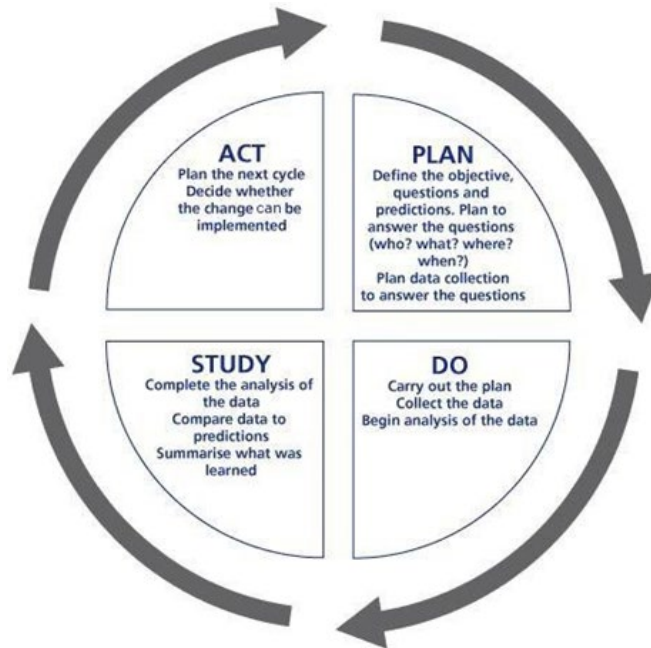 ACT
Plan the next cycle
Decide whether
the change can be
implemented
PLAN
Define the objective,
questions and
predictions. Plan to
answer the questions
(who? what? where?
when?)
Plan data collection
to answer the questions
STUDY
Complete the analysis of
the data
Compare data to
predictions
Summarise what was
learned
DO
Carry out the plan
Collect the data
Begin analysis of the data